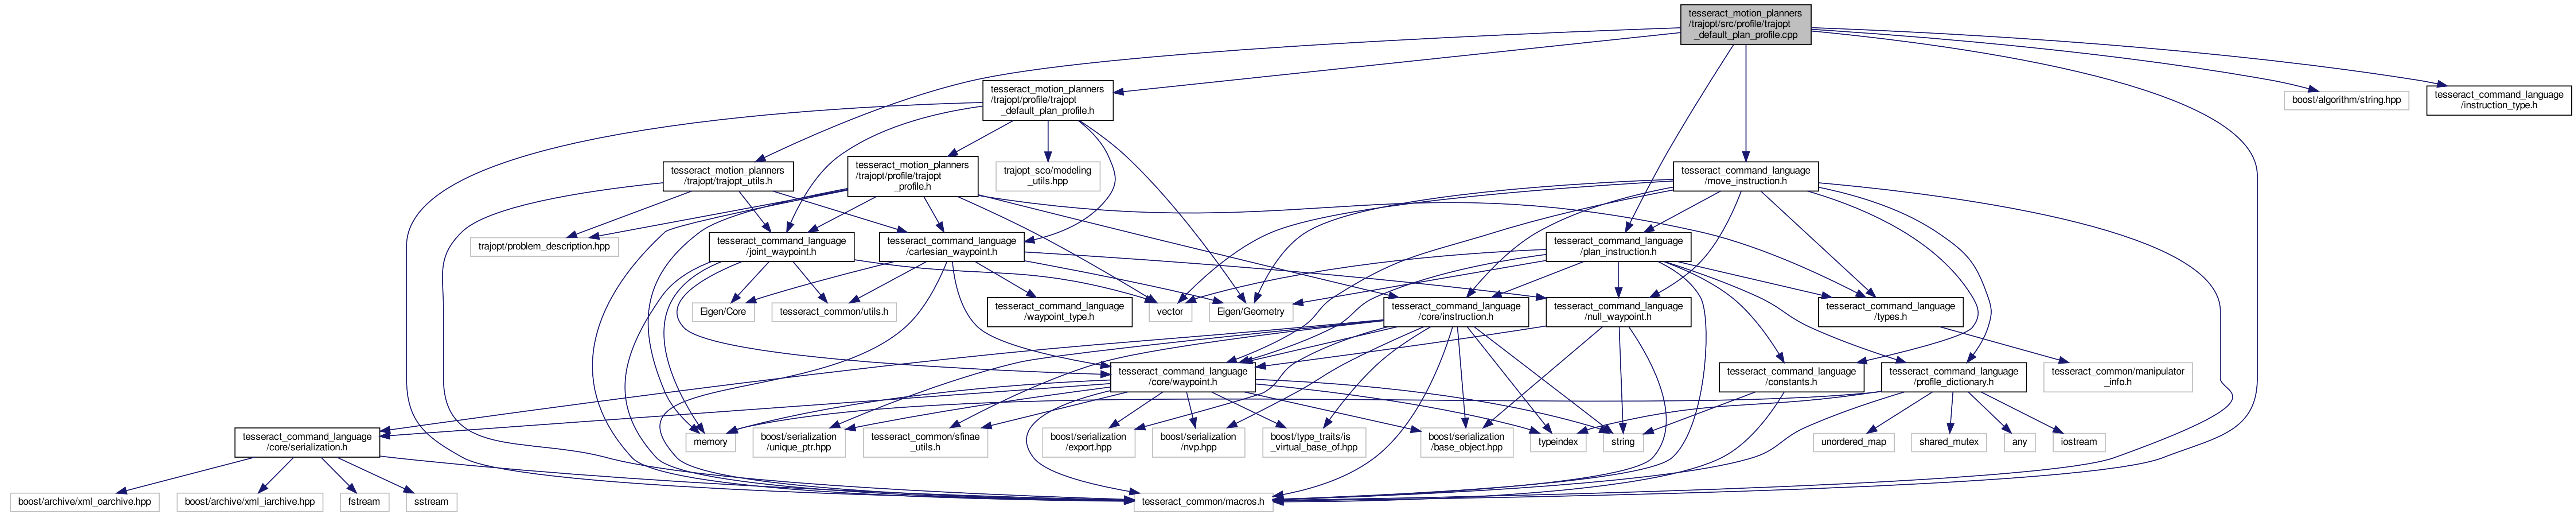 tesseract_motion_planners
/trajopt/src/profile/trajopt
_default_plan_profile.cpp
tesseract_motion_planners
/trajopt/profile/trajopt
_default_plan_profile.h
boost/algorithm/string.hpp
tesseract_command_language
/instruction_type.h
tesseract_motion_planners
/trajopt/trajopt_utils.h
tesseract_motion_planners
/trajopt/profile/trajopt
_profile.h
trajopt_sco/modeling
_utils.hpp
tesseract_command_language
/move_instruction.h
trajopt/problem_description.hpp
tesseract_command_language
/joint_waypoint.h
tesseract_command_language
/cartesian_waypoint.h
tesseract_command_language
/plan_instruction.h
Eigen/Core
tesseract_common/utils.h
tesseract_command_language
/waypoint_type.h
vector
Eigen/Geometry
tesseract_command_language
/core/instruction.h
tesseract_command_language
/null_waypoint.h
tesseract_command_language
/types.h
tesseract_command_language
/core/waypoint.h
tesseract_command_language
/constants.h
tesseract_command_language
/profile_dictionary.h
tesseract_common/manipulator
_info.h
tesseract_command_language
/core/serialization.h
memory
boost/serialization
/unique_ptr.hpp
tesseract_common/sfinae
_utils.h
boost/serialization
/export.hpp
boost/serialization
/nvp.hpp
boost/type_traits/is
_virtual_base_of.hpp
boost/serialization
/base_object.hpp
typeindex
string
unordered_map
shared_mutex
any
iostream
boost/archive/xml_oarchive.hpp
boost/archive/xml_iarchive.hpp
fstream
sstream
tesseract_common/macros.h